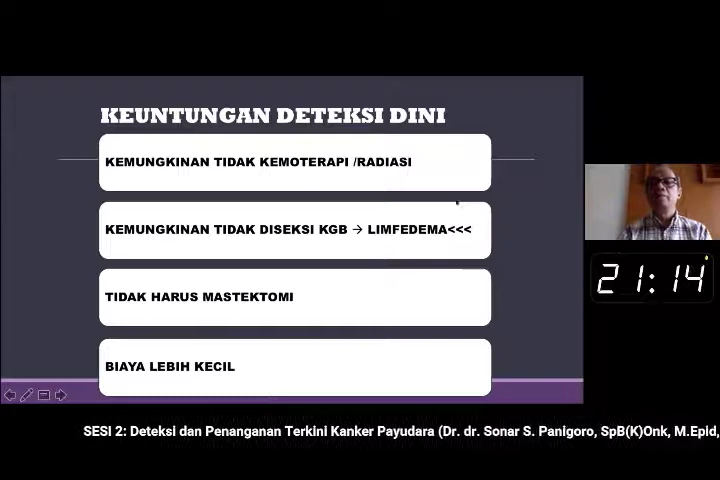 KEUNTUNGAN DETEKSI DINI
KEMUNGKINAN TIDAK KEMOTERAPI /RADIASI
KEMUNGKINAN TIDAK DISEKSI KGB → LIMFEDEMA<<<
TIDAK HARUS MASTEKTOMI
BIAYA LEBIH KECIL
21:14
SESI 2: Deteksi dan Penanganan Terkini Kanker Payudara (Dr. dr. Sonar S. Panigoro, SpB(K)Onk, M.Epid,